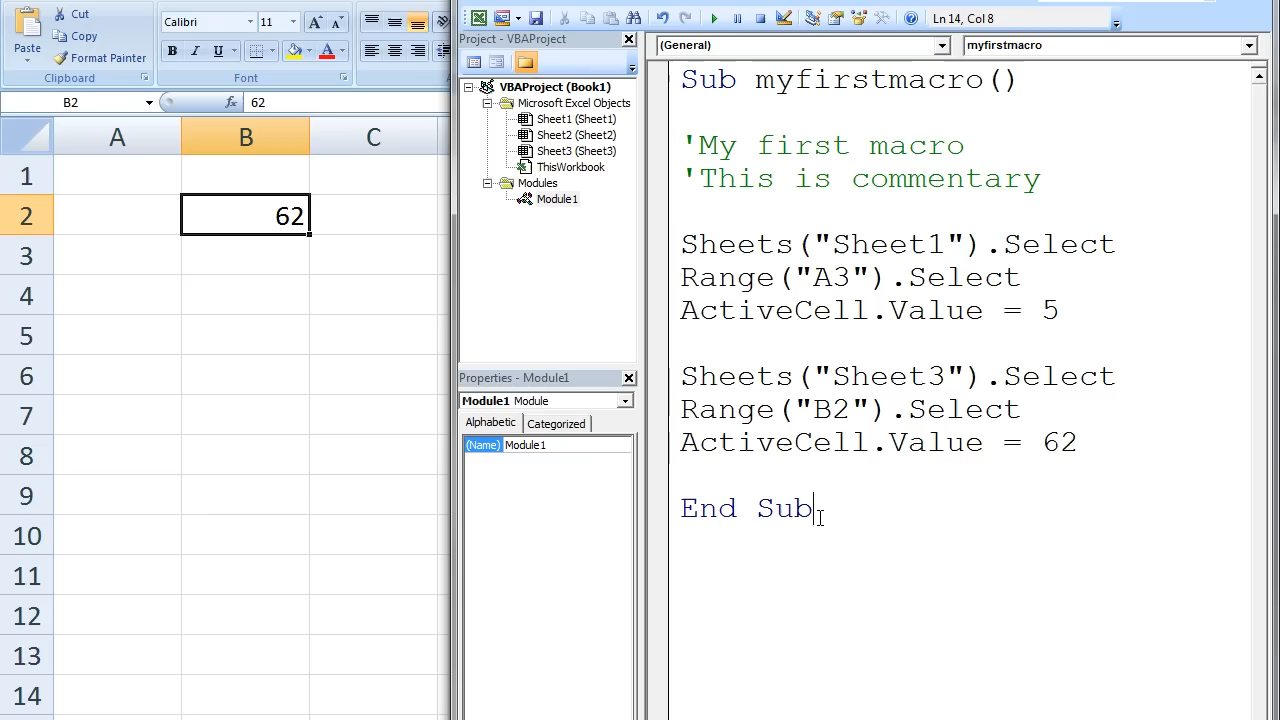 Cut
Copy
Paste
Format Painter
Clipboard
Calibri
11
A
A
B
I
U
A
Font
B2
fx
62
A
B
C
1
2
62
3
4
5
6
7
8
9
10
11
12
13
14
Ln 14, Col 8
Project - VBAProject
VBAProject (Book1)
Microsoft Excel Objects
Sheet1 (Sheet1)
Sheet2 (Sheet2)
Sheet3 (Sheet3)
ThisWorkbook
Modules
Module1
Properties - Module1
Module1 Module
Alphabetic
Categorized
(Name)
Module1
(General)
myfirstmacro
Sub myfirstmacro()
'My first macro
'This is commentary
Sheets("Sheet1").Select
Range("A3").Select
ActiveCell.Value = 5
Sheets("Sheet3").Select
Range("B2").Select
ActiveCell.Value = 62
End Sub